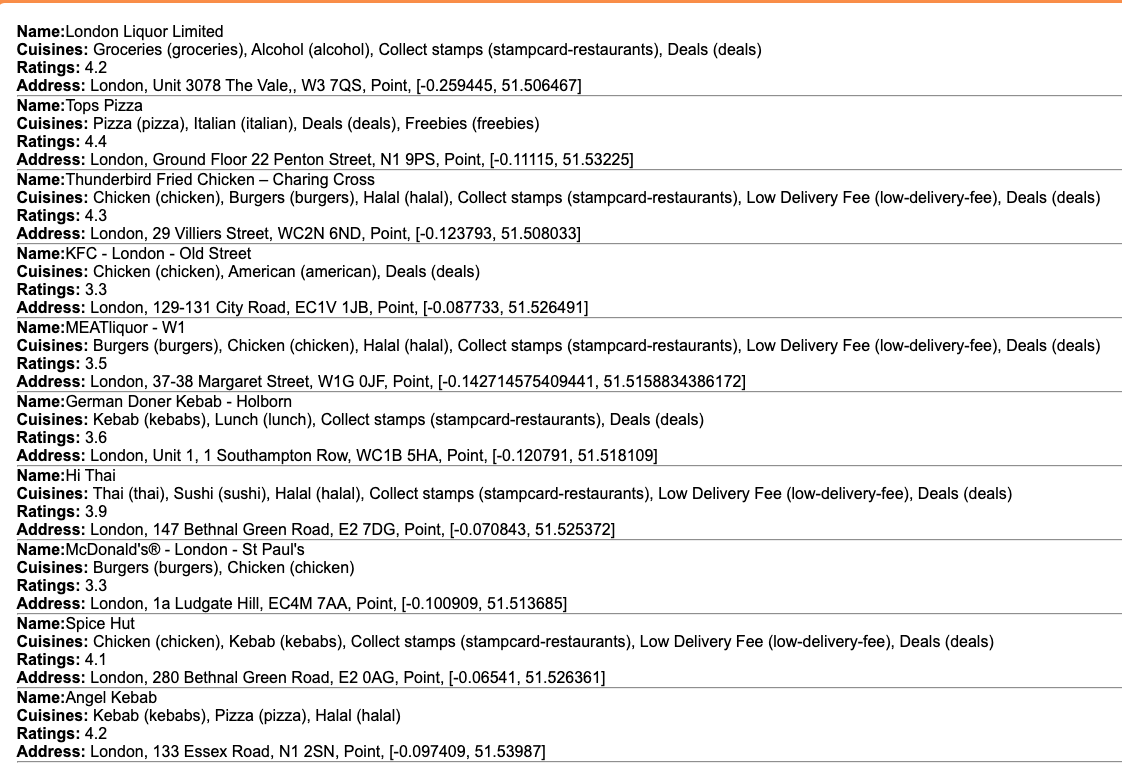 Name:London Liquor Limited
Cuisines: Groceries (groceries), Alcohol (alcohol), Collect stamps (stampcard-restaurants), Deals (deals)
Ratings: 4.2
Address: London, Unit 3078 The Vale,, W3 7QS, Point, [-0.259445, 51.506467]
Name:Tops Pizza
Cuisines: Pizza (pizza), Italian (italian), Deals (deals), Freebies (freebies)
Ratings: 4.4
Address: London, Ground Floor 22 Penton Street, N1 9PS, Point, [-0.11115, 51.53225]
Name:Thunderbird Fried Chicken – Charing Cross
Cuisines: Chicken (chicken), Burgers (burgers), Halal (halal), Collect stamps (stampcard-restaurants), Low Delivery Fee (low-delivery-fee), Deals (deals)
Ratings: 4.3
Address: London, 29 Villiers Street, WC2N 6ND, Point, [-0.123793, 51.508033]
Name:KFC - London - Old Street
Cuisines: Chicken (chicken), American (american), Deals (deals)
Ratings: 3.3
Address: London, 129-131 City Road, EC1V 1JB, Point, [-0.087733, 51.526491]
Name:MEATliquor - W1
Cuisines: Burgers (burgers), Chicken (chicken), Halal (halal), Collect stamps (stampcard-restaurants), Low Delivery Fee (low-delivery-fee), Deals (deals)
Ratings: 3.5
Address: London, 37-38 Margaret Street, W1G 0JF, Point, [-0.142714575409441, 51.5158834386172]
Name:German Doner Kebab - Holborn
Cuisines: Kebab (kebabs), Lunch (lunch), Collect stamps (stampcard-restaurants), Deals (deals)
Ratings: 3.6
Address: London, Unit 1, 1 Southampton Row, WC1B 5HA, Point, [-0.120791, 51.518109]
Name:Hi Thai
Cuisines: Thai (thai), Sushi (sushi), Halal (halal), Collect stamps (stampcard-restaurants), Low Delivery Fee (low-delivery-fee), Deals (deals)
Ratings: 3.9
Address: London, 147 Bethnal Green Road, E2 7DG, Point, [-0.070843, 51.525372]
Name:McDonald's® - London - St Paul's
Cuisines: Burgers (burgers), Chicken (chicken)
Ratings: 3.3
Address: London, 1a Ludgate Hill, EC4M 7AA, Point, [-0.100909, 51.513685]
Name:Spice Hut
Cuisines: Chicken (chicken), Kebab (kebabs), Collect stamps (stampcard-restaurants), Low Delivery Fee (low-delivery-fee), Deals (deals)
Ratings: 4.1
Address: London, 280 Bethnal Green Road, E2 0AG, Point, [-0.06541, 51.526361]
Name:Angel Kebab
Cuisines: Kebab (kebabs), Pizza (pizza), Halal (halal)
Ratings: 4.2
Address: London, 133 Essex Road, N1 2SN, Point, [-0.097409, 51.53987]